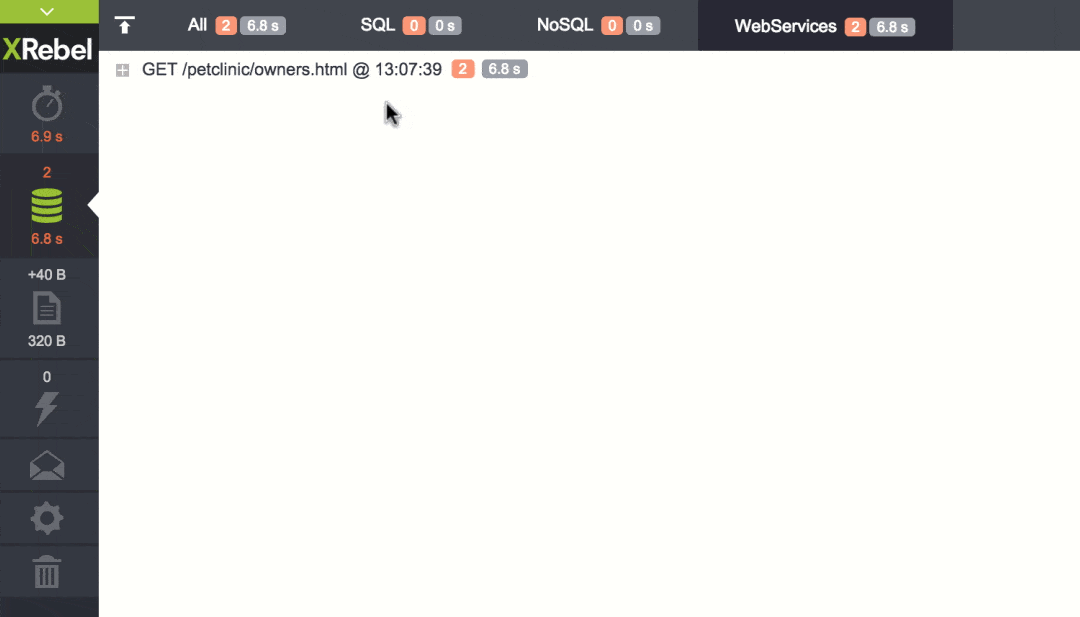 XRebel
All 2 6.8 s SQL 0 0 s NoSQL 0 0 s WebServices 2 6.8 s
GET /petclinic/owners.html @ 13:07:39 2 6.8 s
6.9 s
2
6.8 s
+40 B
320 B
0